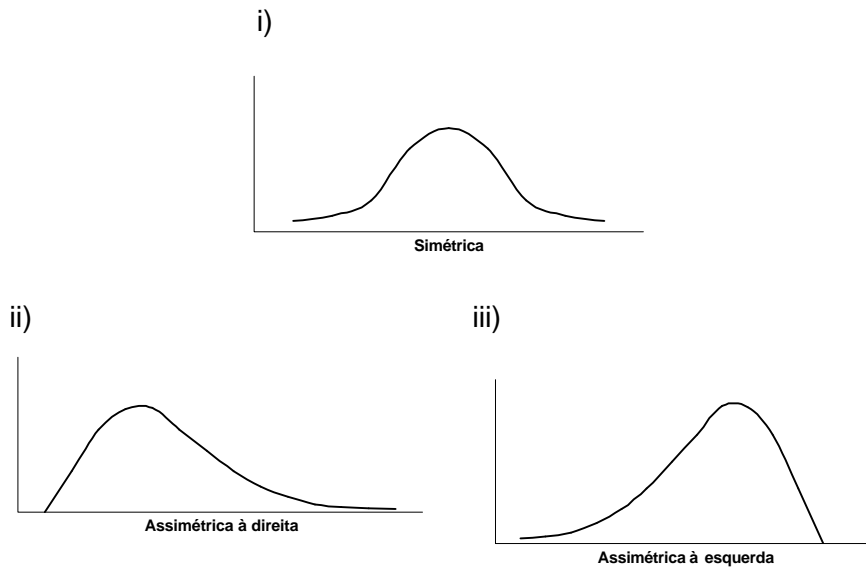 i)
Simétrica
ii)
iii)
Assimétrica à direita
Assimétrica à esquerda